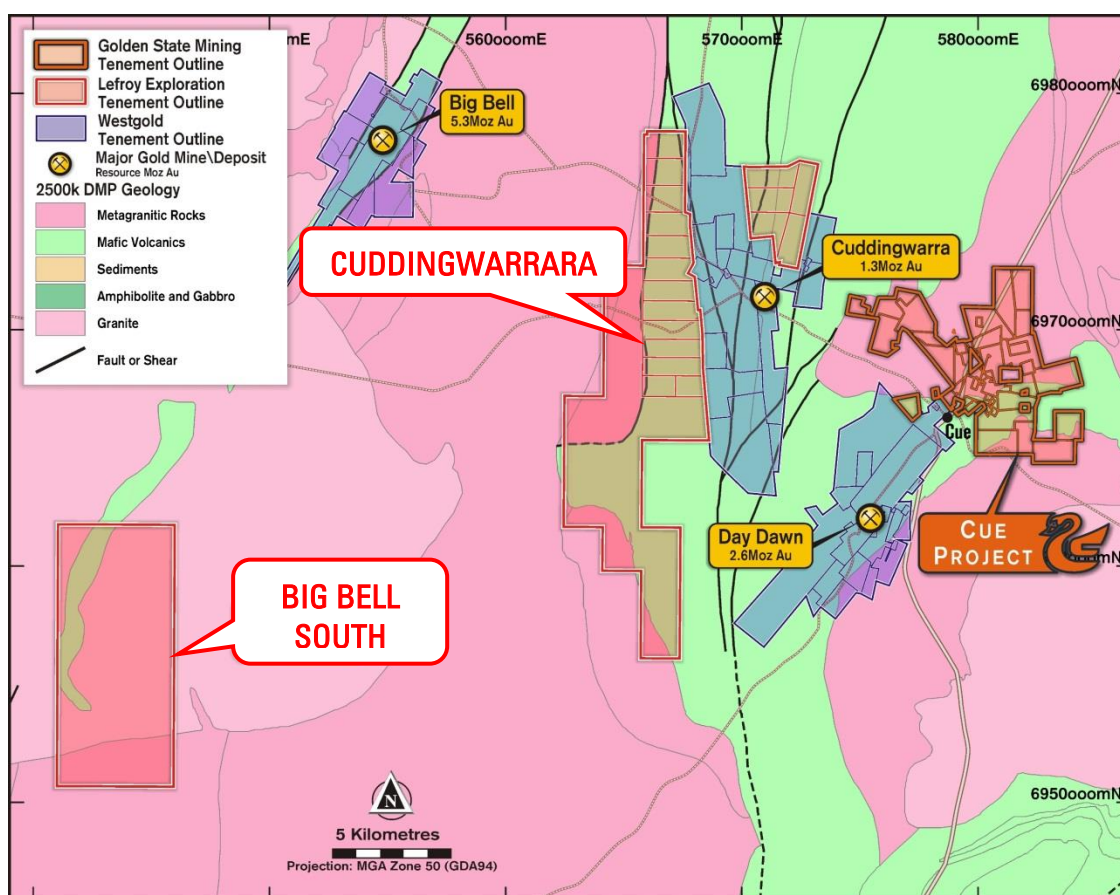 Golden State Mining
Tenement Outline
Lefroy Exploration
Tenement Outline
Westgold
Tenement Outline
Major Gold Mine\Deposit
Resource Moz Au
2500k DMP Geology
Metagranitic Rocks
Mafic Volcanics
Sediments
Amphibolite and Gabbro
Granite
Fault or Shear
mE
560000mE
570000mE
580000mE
6980000mN
Big Bell
5.3Moz Au
CUDDINGWARRARA
Cuddingwarra
1.3Moz Au
6970000mN
Cue
Day Dawn
2.6Moz Au
CUE
PROJECT
000mN
BIG BELL
SOUTH
6950000mN
N
5 Kilometres
Projection: MGA Zone 50 (GDA94)